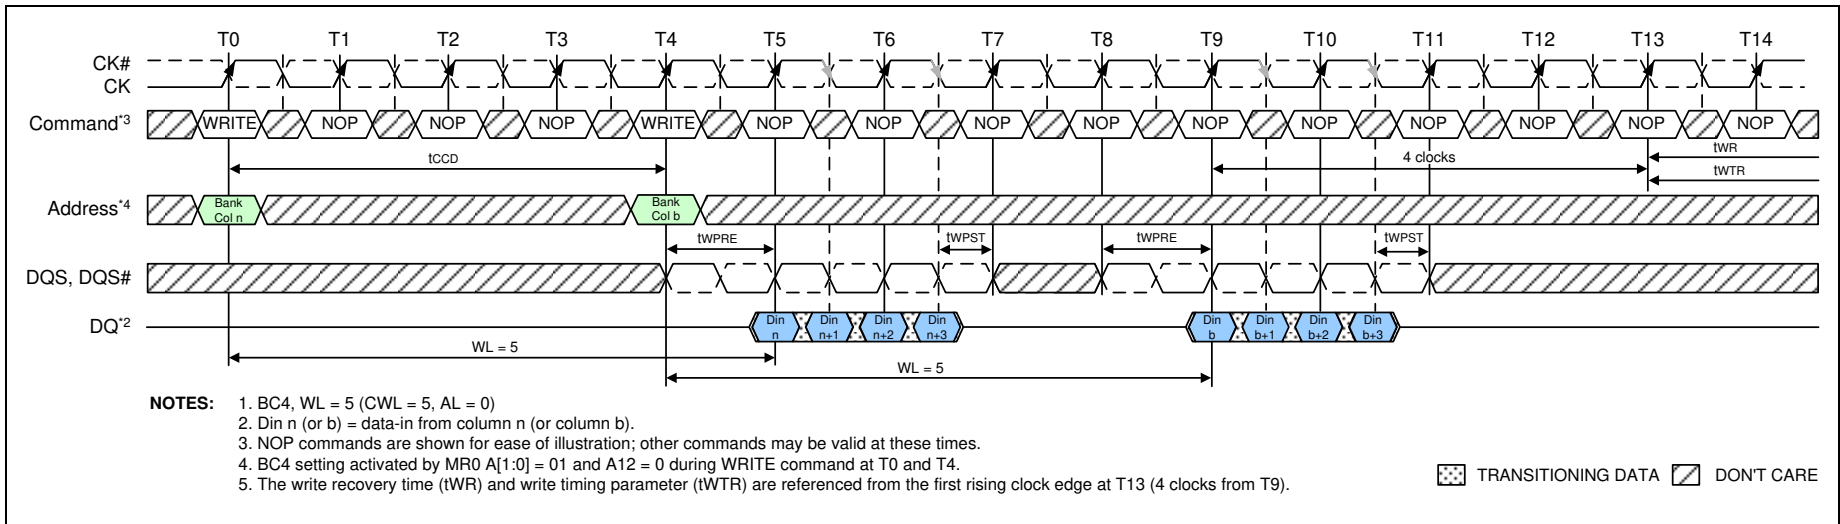 T0 T1 T2 T3 T4 T5 T6 T7 T8 T9 T10 T11 T12 T13 T14
CK#
CK
Command*3 WRITE NOP NOP NOP WRITE NOP NOP NOP NOP NOP NOP NOP NOP NOP NOP
tCCD 4 clocks tWR
tWTR
Address*4 Bank Col n Bank Col b
tWPRE tWPST tWPRE tWPST
DQS, DQS#
DQ*2 Din n Din n+1 Din n+2 Din n+3 Din b Din b+1 Din b+2 Din b+3
WL = 5
WL = 5
NOTES: 1. BC4, WL = 5 (CWL = 5, AL = 0)
2. Din n (or b) = data-in from column n (or column b).
3. NOP commands are shown for ease of illustration; other commands may be valid at these times.
4. BC4 setting activated by MR0 A[1:0] = 01 and A12 = 0 during WRITE command at T0 and T4.
5. The write recovery time (tWR) and write timing parameter (tWTR) are referenced from the first rising clock edge at T13 (4 clocks from T9).
TRANSITIONING DATA DON'T CARE